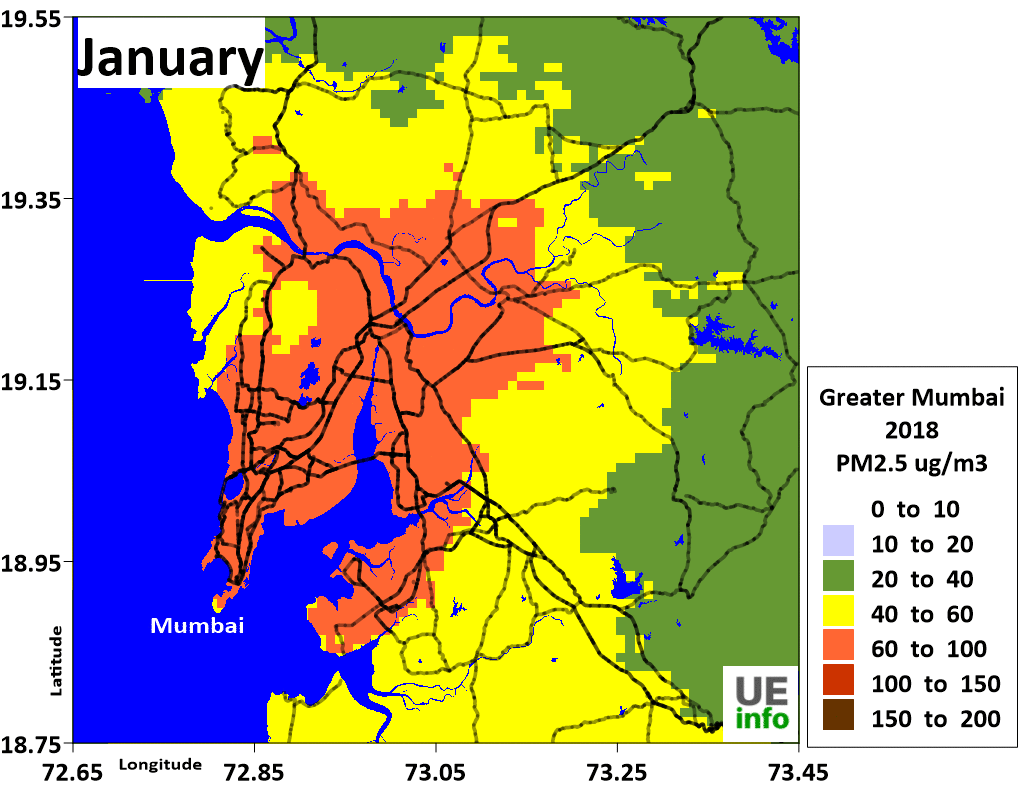 January
19.55
19.35
19.15
18.95
18.75
Latitude
Mumbai
72.65
72.85
73.05
73.25
73.45
Longitude
UE
info
Greater Mumbai
2018
PM2.5 ug/m3
0 to 10
10 to 20
20 to 40
40 to 60
60 to 100
100 to 150
150 to 200